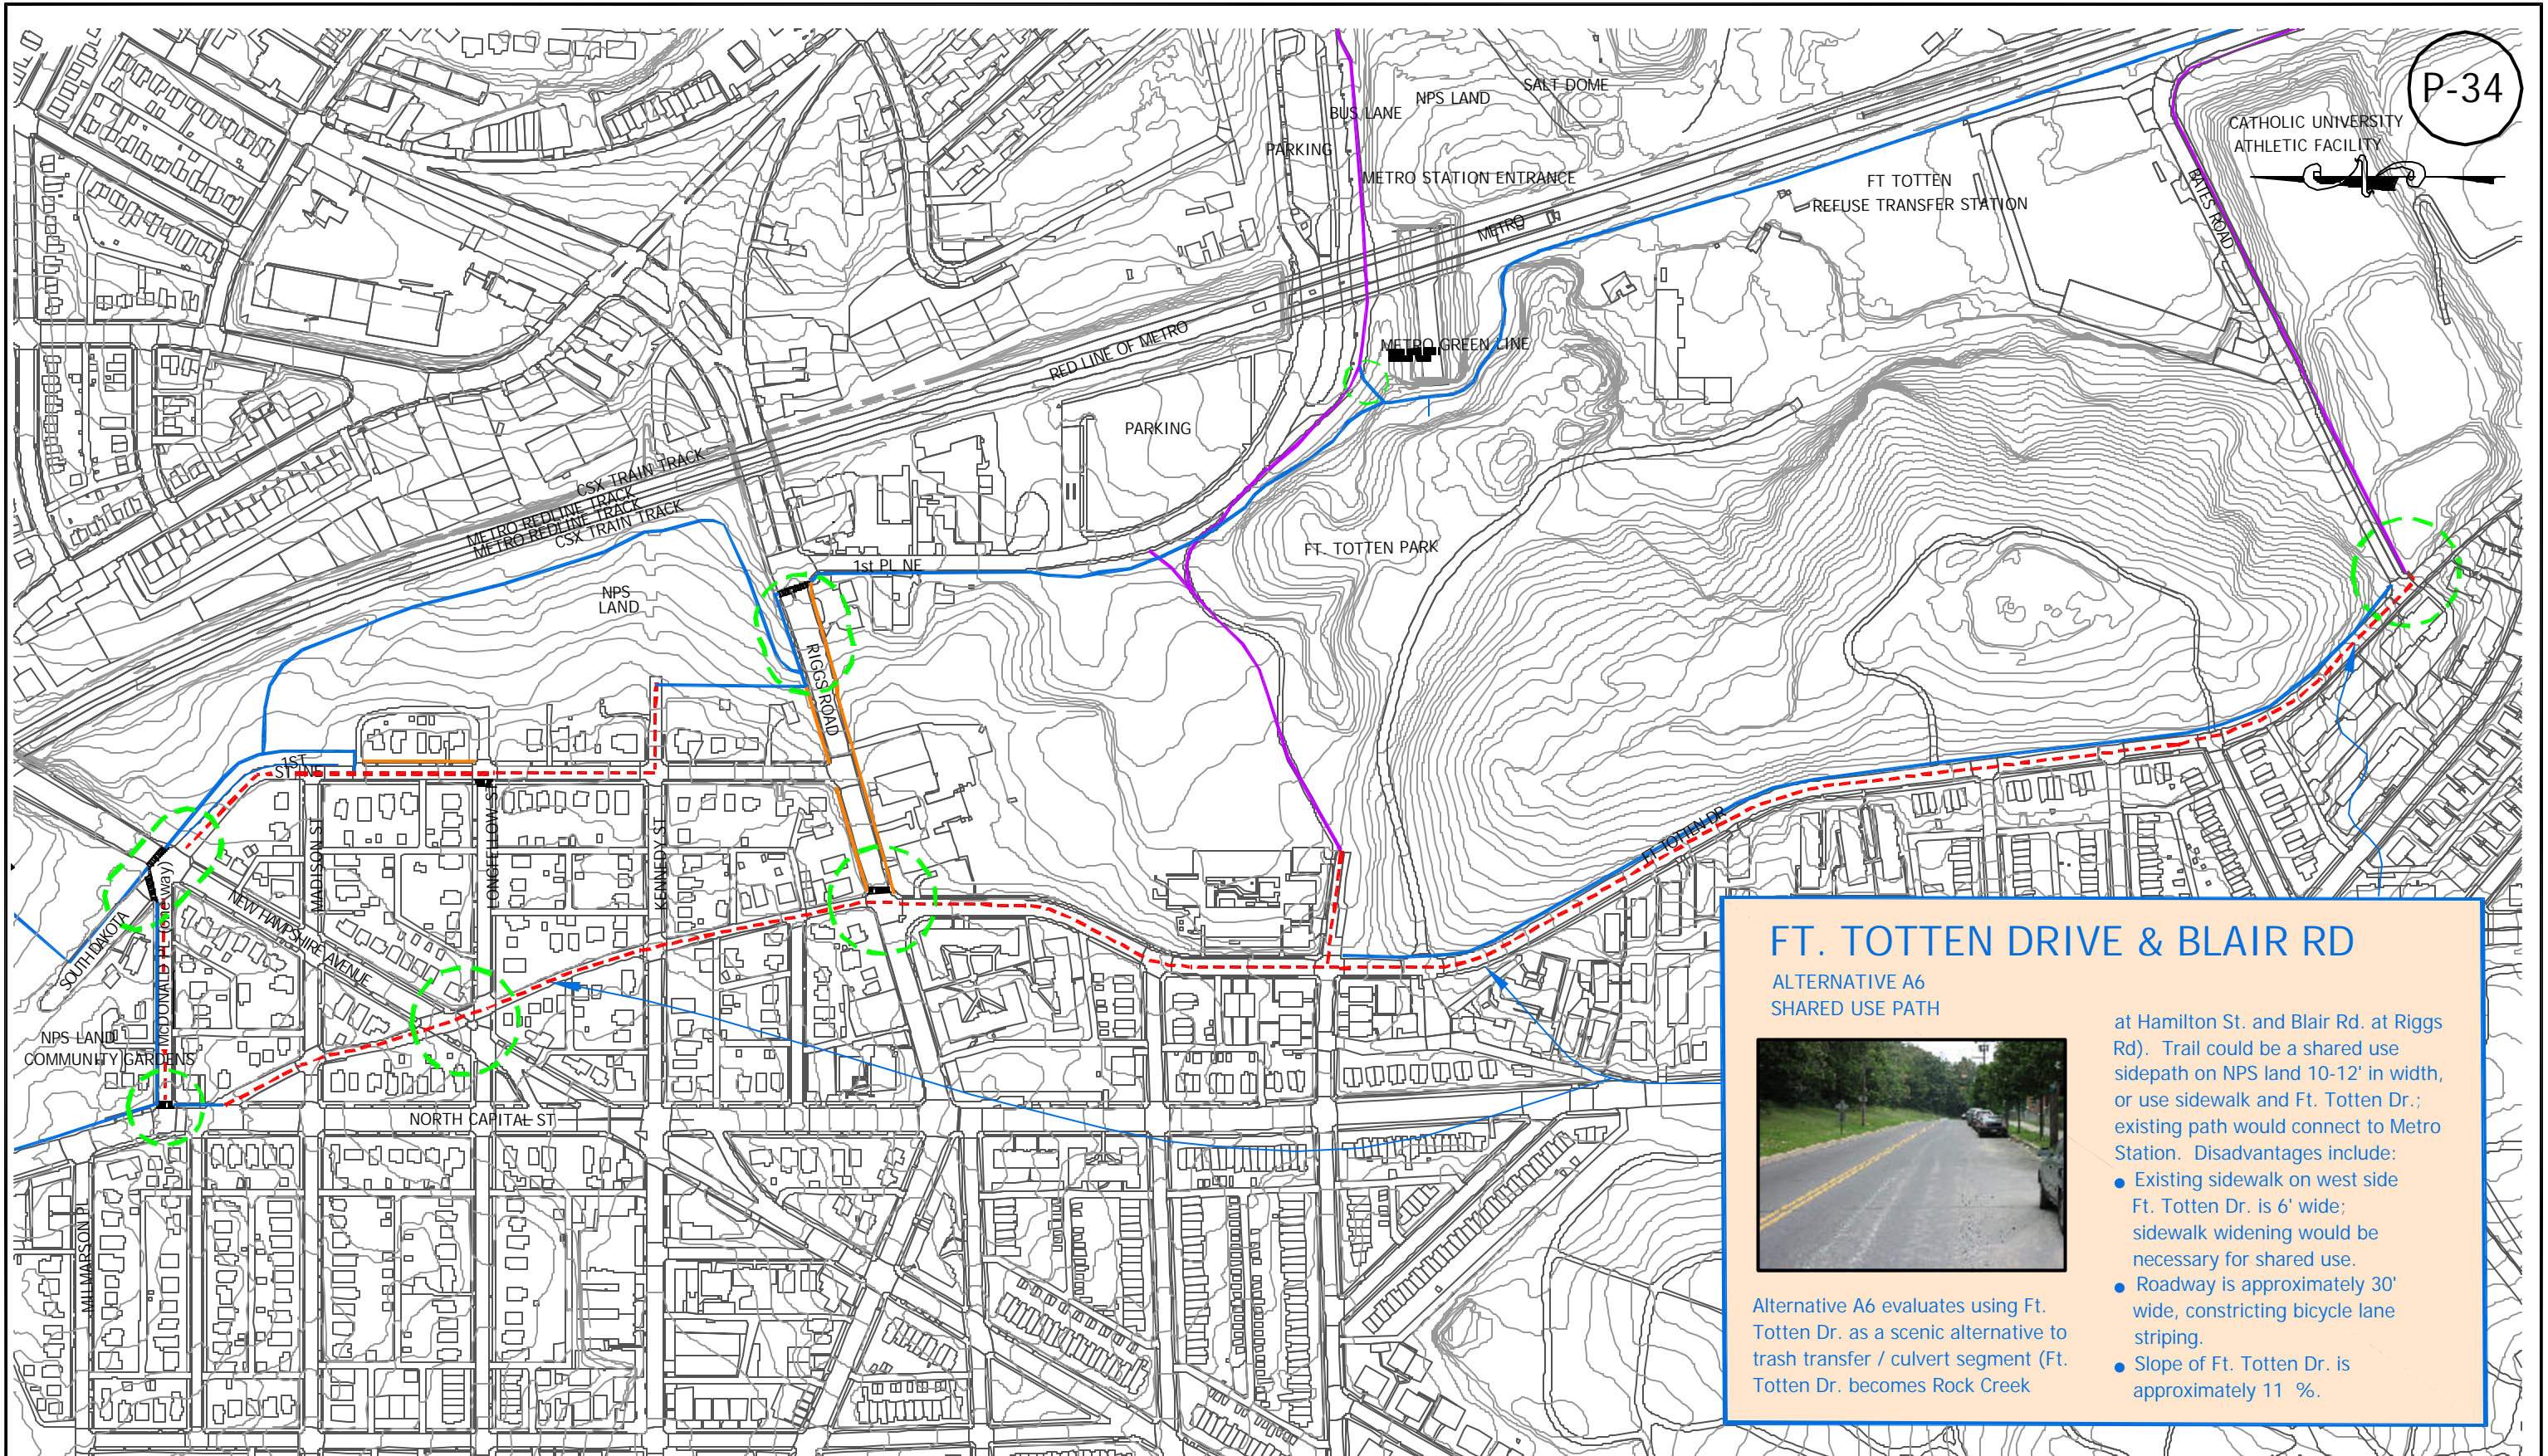 P-34
SALT DOME
NPS LAND
BUS LANE
CATHOLIC UNIVERSITY
ATHLETIC FACILITY
PARKING
METRO STATION ENTRANCE
FT TOTTEN
REFUSE TRANSFER STATION
BATES ROAD
METRO
METRO GREEN LINE
RED LINE OF METRO
PARKING
CSX TRAIN TRACK
METRO REDLINE TRACK
METRO REDLINE TRACK
CSX TRAIN TRACK
FT. TOTTEN PARK
1st PL NE
NPS
LAND
RIGGS ROAD
1ST
ST NE
MADISON ST
LONGFELLOW ST
KENNEDY ST
FT TOTTEN DR
McDONALD PL (one way)
NEW HAMPSHIRE AVENUE
SOUTH DAKOTA
NPS LAND
COMMUNITY GARDENS
NORTH CAPITAL ST
MILMARSON PL
FT. TOTTEN DRIVE & BLAIR RD
ALTERNATIVE A6
SHARED USE PATH
Alternative A6 evaluates using Ft.
Totten Dr. as a scenic alternative to
trash transfer / culvert segment (Ft.
Totten Dr. becomes Rock Creek
at Hamilton St. and Blair Rd. at Riggs
Rd). Trail could be a shared use
sidepath on NPS land 10-12' in width,
or use sidewalk and Ft. Totten Dr.;
existing path would connect to Metro
Station. Disadvantages include:
● Existing sidewalk on west side
Ft. Totten Dr. is 6' wide;
sidewalk widening would be
necessary for shared use.
● Roadway is approximately 30'
wide, constricting bicycle lane
striping.
● Slope of Ft. Totten Dr. is
approximately 11 %.